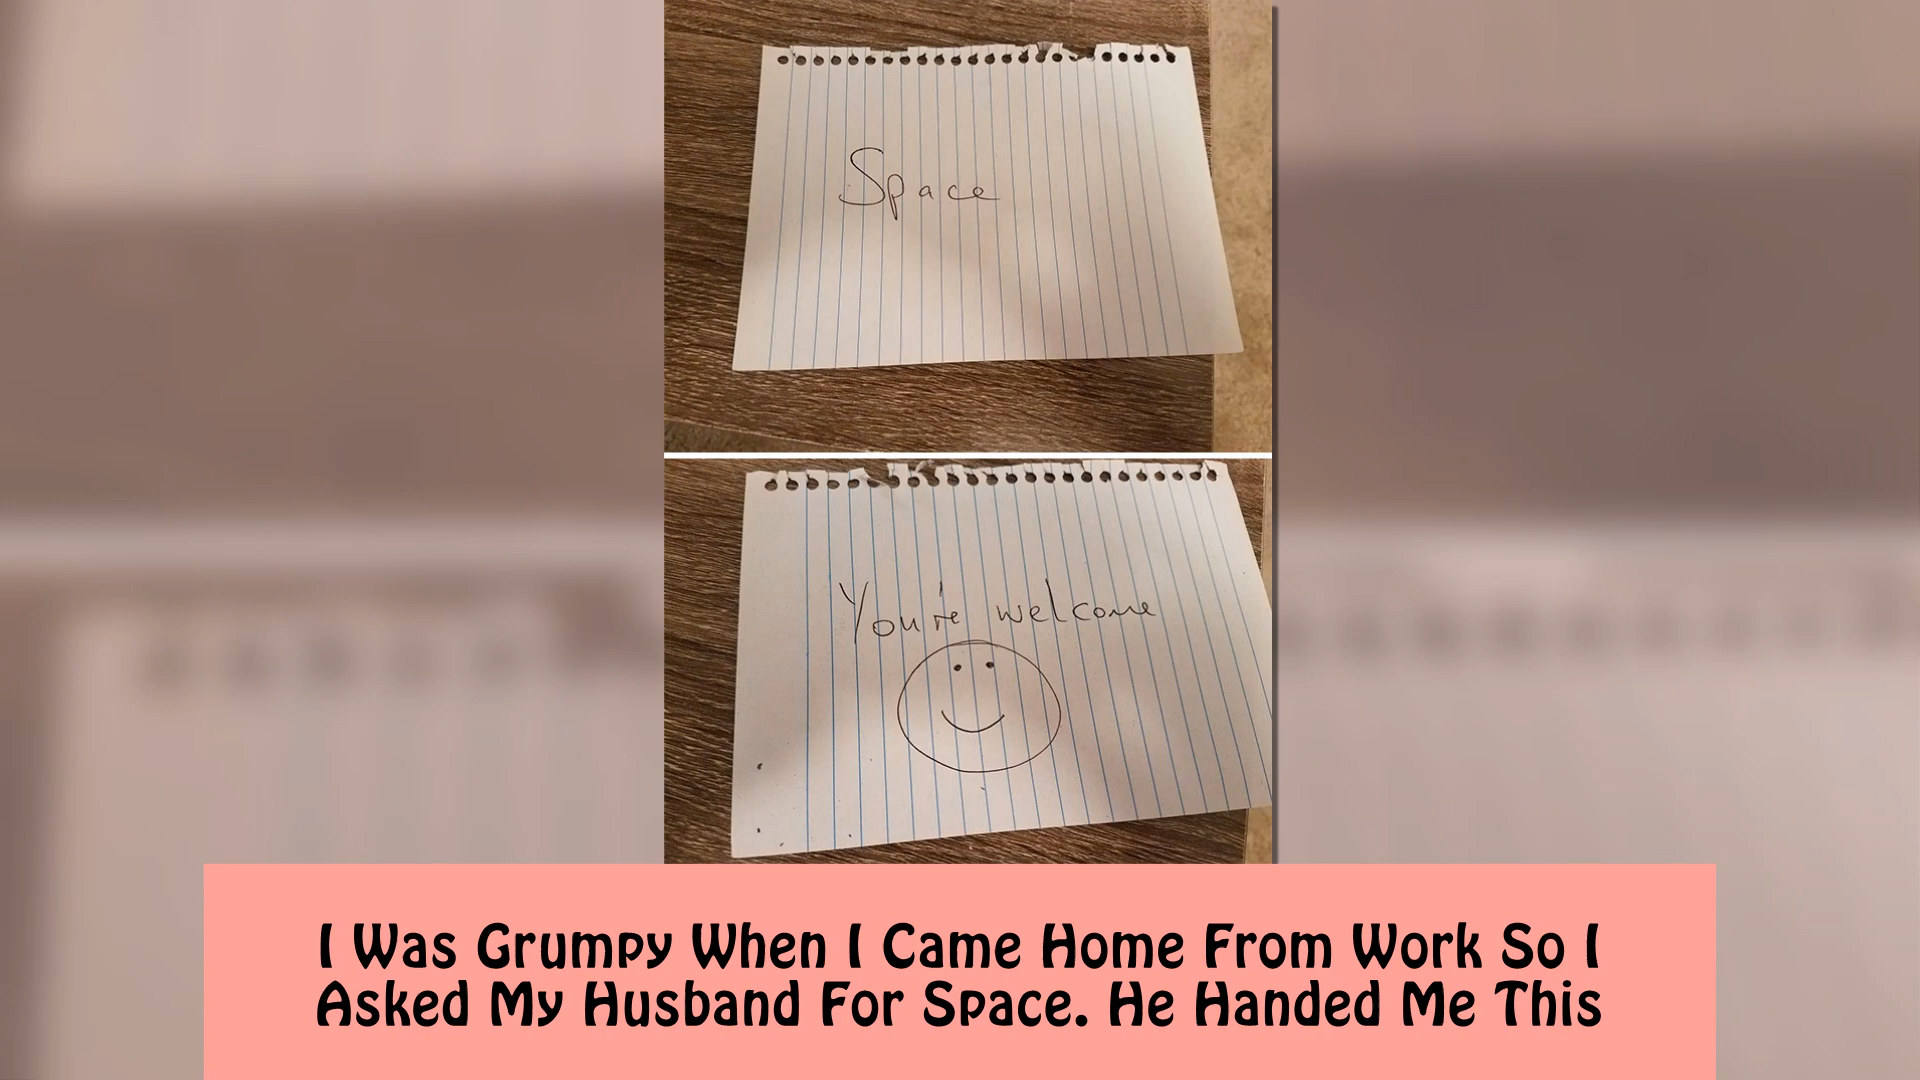 Space
You're welcome
I Was Grumpy When I Came Home From Work So I
Asked My Husband For Space. He Handed Me This